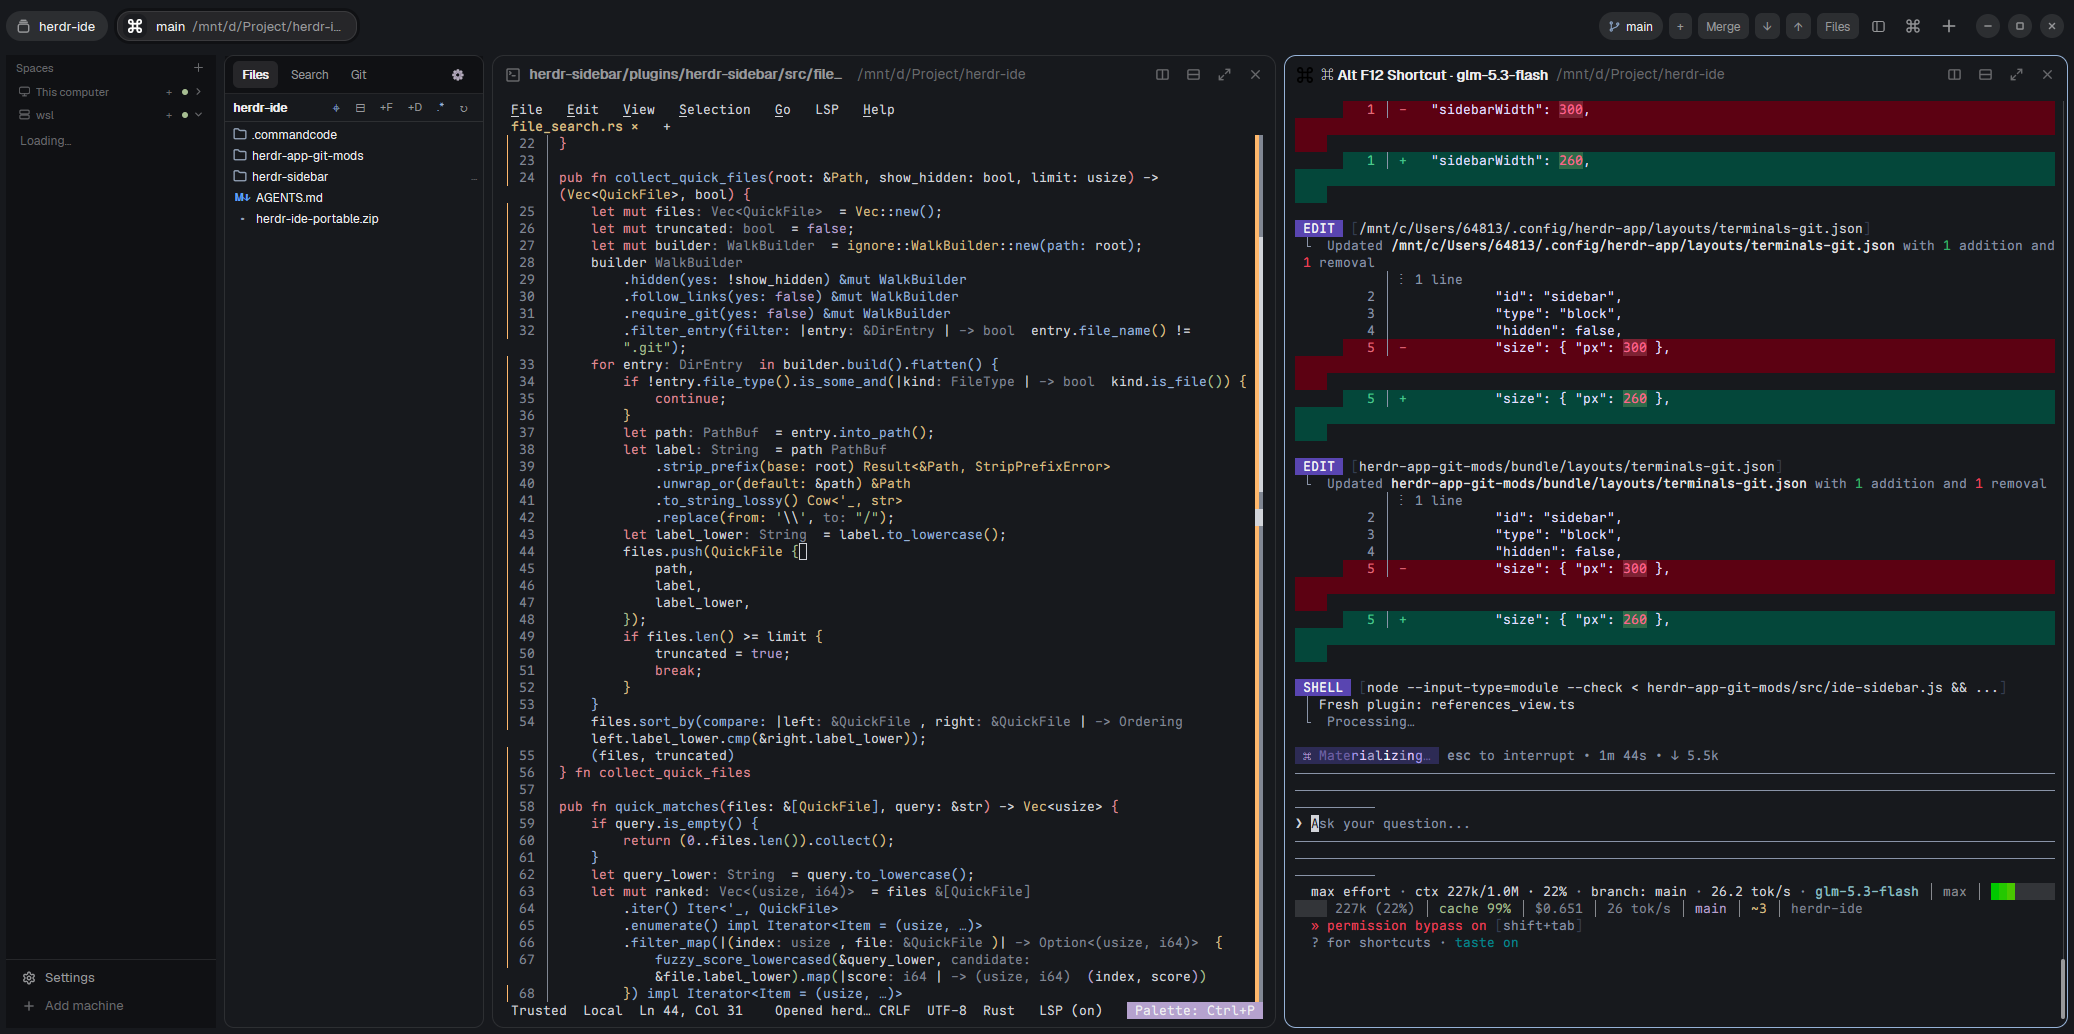 herdr-ide
main /mnt/d/Project/herdr-i…
main
+
Merge
↓
↑
Files
Spaces
This computer
wsl
Loading…
Settings
Add machine
Files Search Git
herdr-ide +F +D .*
.commandcode
herdr-app-git-mods
herdr-sidebar
AGENTS.md
herdr-ide-portable.zip
herdr-sidebar/plugins/herdr-sidebar/src/file_… /mnt/d/Project/herdr-ide
File Edit View Selection Go LSP Help
file_search.rs × +
22 }
23
24 pub fn collect_quick_files(root: &Path, show_hidden: bool, limit: usize) ->
(Vec<QuickFile>, bool) {
25 let mut files: Vec<QuickFile> = Vec::new();
26 let mut truncated: bool = false;
27 let mut builder: WalkBuilder = ignore::WalkBuilder::new(path: root);
28 builder WalkBuilder
29 .hidden(yes: !show_hidden) &mut WalkBuilder
30 .follow_links(yes: false) &mut WalkBuilder
31 .require_git(yes: false) &mut WalkBuilder
32 .filter_entry(filter: |entry: &DirEntry | -> bool entry.file_name() !=
".git");
33 for entry: DirEntry in builder.build().flatten() {
34 if !entry.file_type().is_some_and(|kind: FileType | -> bool kind.is_file()) {
35 continue;
36 }
37 let path: PathBuf = entry.into_path();
38 let label: String = path PathBuf
39 .strip_prefix(base: root) Result<&Path, StripPrefixError>
40 .unwrap_or(default: &path) &Path
41 .to_string_lossy() Cow<'_, str>
42 .replace(from: '\\', to: "/");
43 let label_lower: String = label.to_lowercase();
44 files.push(QuickFile {
45 path,
46 label,
47 label_lower,
48 });
49 if files.len() >= limit {
50 truncated = true;
51 break;
52 }
53 }
54 files.sort_by(compare: |left: &QuickFile , right: &QuickFile | -> Ordering
left.label_lower.cmp(&right.label_lower));
55 (files, truncated)
56 } fn collect_quick_files
57
58 pub fn quick_matches(files: &[QuickFile], query: &str) -> Vec<usize> {
59 if query.is_empty() {
60 return (0..files.len()).collect();
61 }
62 let query_lower: String = query.to_lowercase();
63 let mut ranked: Vec<(usize, i64)> = files &[QuickFile]
64 .iter() Iter<'_, QuickFile>
65 .enumerate() impl Iterator<Item = (usize, …)>
66 .filter_map(|(index: usize , file: &QuickFile )| -> Option<(usize, i64)> {
67 fuzzy_score_lowercased(&query_lower, candidate:
&file.label_lower).map(|score: i64 | -> (usize, i64) (index, score))
68 }) impl Iterator<Item = (usize, …)>
Trusted Local Ln 44, Col 31 Opened herd… CRLF UTF-8 Rust LSP (on) Palette: Ctrl+P
⌘ Alt F12 Shortcut · glm-5.3-flash /mnt/d/Project/herdr-ide
1 - "sidebarWidth": 300,
1 + "sidebarWidth": 260,
EDIT [/mnt/c/Users/64813/.config/herdr-app/layouts/terminals-git.json]
Updated /mnt/c/Users/64813/.config/herdr-app/layouts/terminals-git.json with 1 addition and
1 removal
⋮ 1 line
2 "id": "sidebar",
3 "type": "block",
4 "hidden": false,
5 - "size": { "px": 300 },
5 + "size": { "px": 260 },
EDIT [herdr-app-git-mods/bundle/layouts/terminals-git.json]
Updated herdr-app-git-mods/bundle/layouts/terminals-git.json with 1 addition and 1 removal
⋮ 1 line
2 "id": "sidebar",
3 "type": "block",
4 "hidden": false,
5 - "size": { "px": 300 },
5 + "size": { "px": 260 },
SHELL [node --input-type=module --check < herdr-app-git-mods/src/ide-sidebar.js && ...]
Fresh plugin: references_view.ts
Processing…
⌘ Materializing… esc to interrupt • 1m 44s • ↓ 5.5k
❯ Ask your question...
max effort · ctx 227k/1.0M · 22% · branch: main · 26.2 tok/s · glm-5.3-flash | max |
227k (22%) | cache 99% | $0.651 | 26 tok/s | main | ~3 | herdr-ide
» permission bypass on [shift+tab]
? for shortcuts · taste on